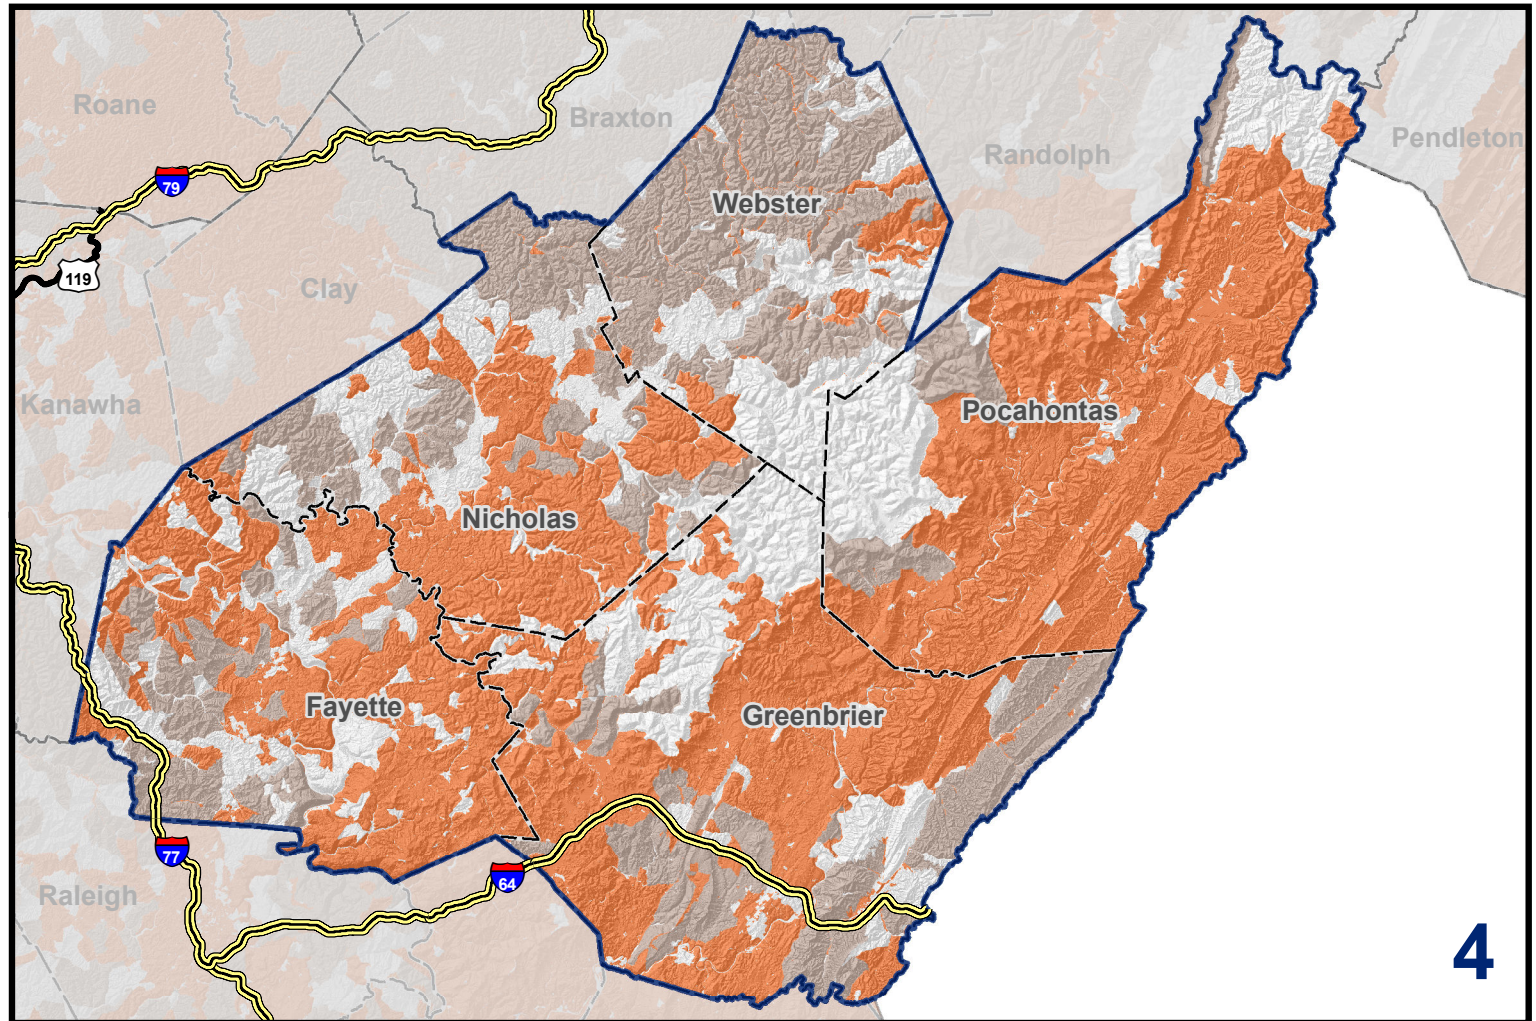 Roane
Braxton
Pendleton
Randolph
79
Webster
119
Clay
Kanawha
Pocahontas
Nicholas
Fayette
Greenbrier
77
64
Raleigh
4